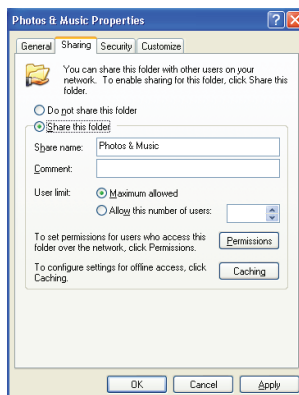 Photos & Music Properties
General Sharing Security Customize
You can share this folder with other users on your
network. To enable sharing for this folder, click Share this
folder.
Do not share this folder
Share this folder
Share name: Photos & Music
Comment:
User limit: Maximum allowed
Allow this number of users:
To set permissions for users who access this
folder over the network, click Permissions.
Permissions
To configure settings for offline access, click
Caching.
Caching
OK Cancel Apply